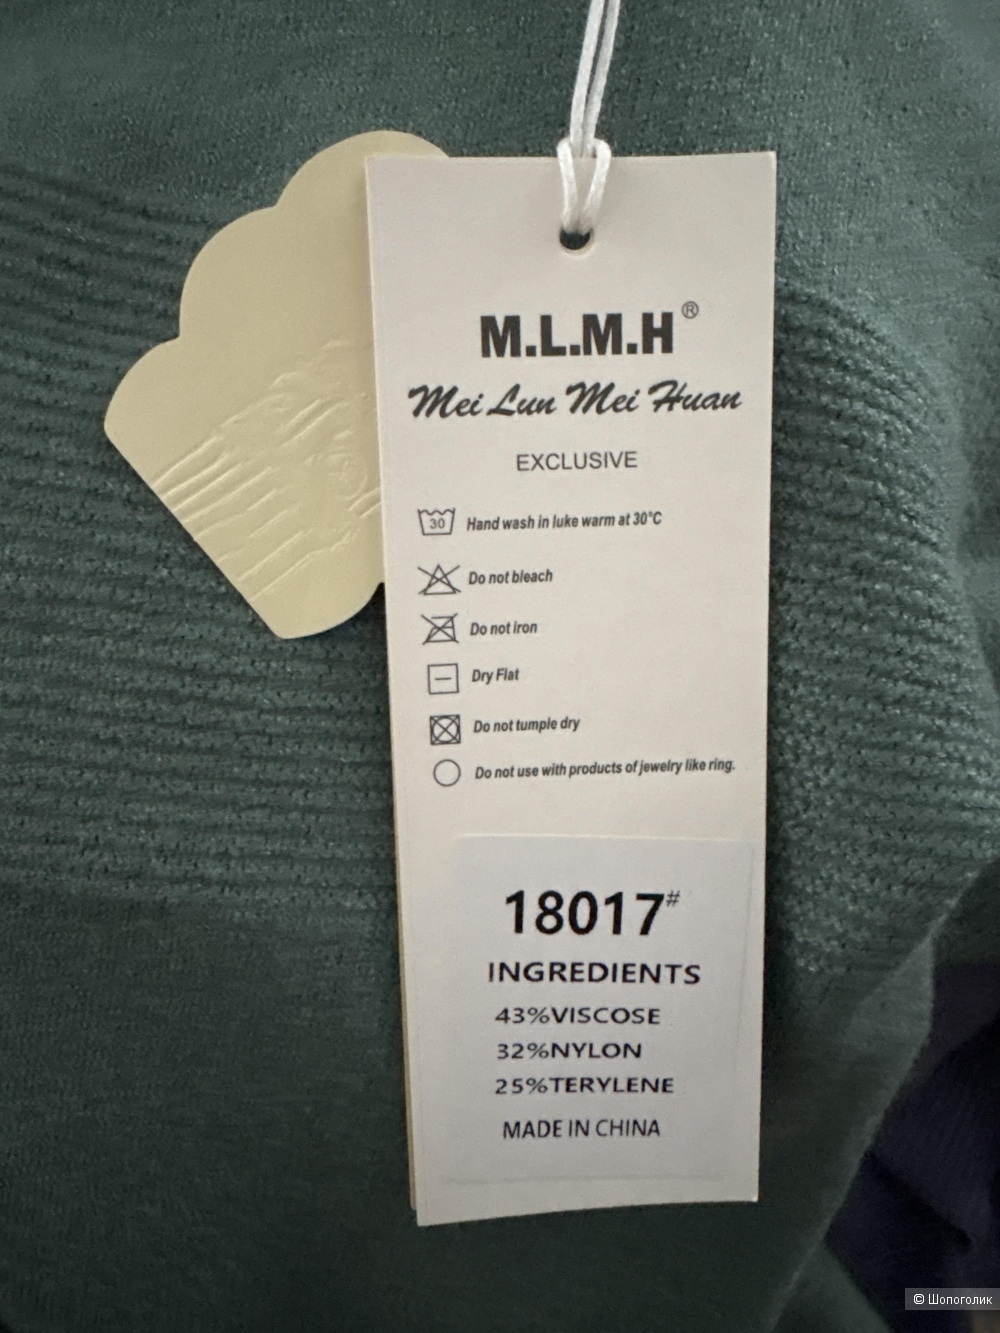 M.L.M.H®
Mei Lun Mei Huan
EXCLUSIVE
30 Hand wash in luke warm at 30°C
Do not bleach
Do not iron
Dry Flat
Do not tumple dry
Do not use with products of jewelry like ring.
18017#
INGREDIENTS
43%VISCOSE
32%NYLON
25%TERYLENE
MADE IN CHINA
© Шопоголик